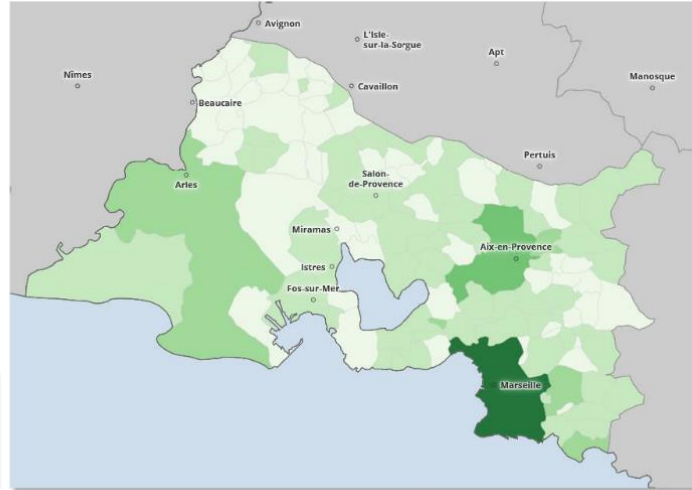 Avignon
L'Isle-
sur-la-Sorgue
Apt
Nîmes
Manosque
Cavaillon
Beaucaire
Pertuis
Arles
Salon-
de-Provence
Miramas
Aix-en-Provence
Istres
Fos-sur-Mer
Marseille